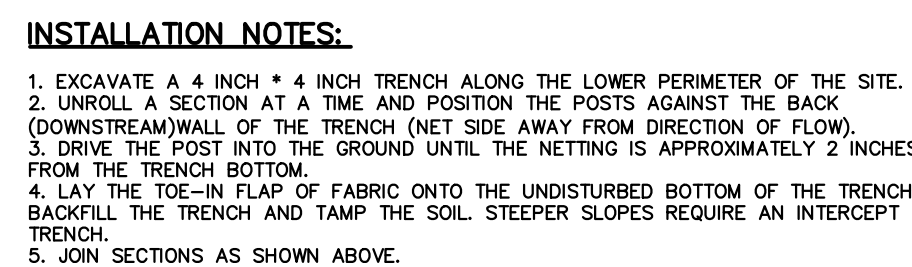 INSTALLATION NOTES:
1. EXCAVATE A 4 INCH * 4 INCH TRENCH ALONG THE LOWER PERIMETER OF THE SITE.
2. UNROLL A SECTION AT A TIME AND POSITION THE POSTS AGAINST THE BACK
(DOWNSTREAM)WALL OF THE TRENCH (NET SIDE AWAY FROM DIRECTION OF FLOW).
3. DRIVE THE POST INTO THE GROUND UNTIL THE NETTING IS APPROXIMATELY 2 INCHES
FROM THE TRENCH BOTTOM.
4. LAY THE TOE-IN FLAP OF FABRIC ONTO THE UNDISTURBED BOTTOM OF THE TRENCH
BACKFILL THE TRENCH AND TAMP THE SOIL. STEEPER SLOPES REQUIRE AN INTERCEPT
TRENCH.
5. JOIN SECTIONS AS SHOWN ABOVE.